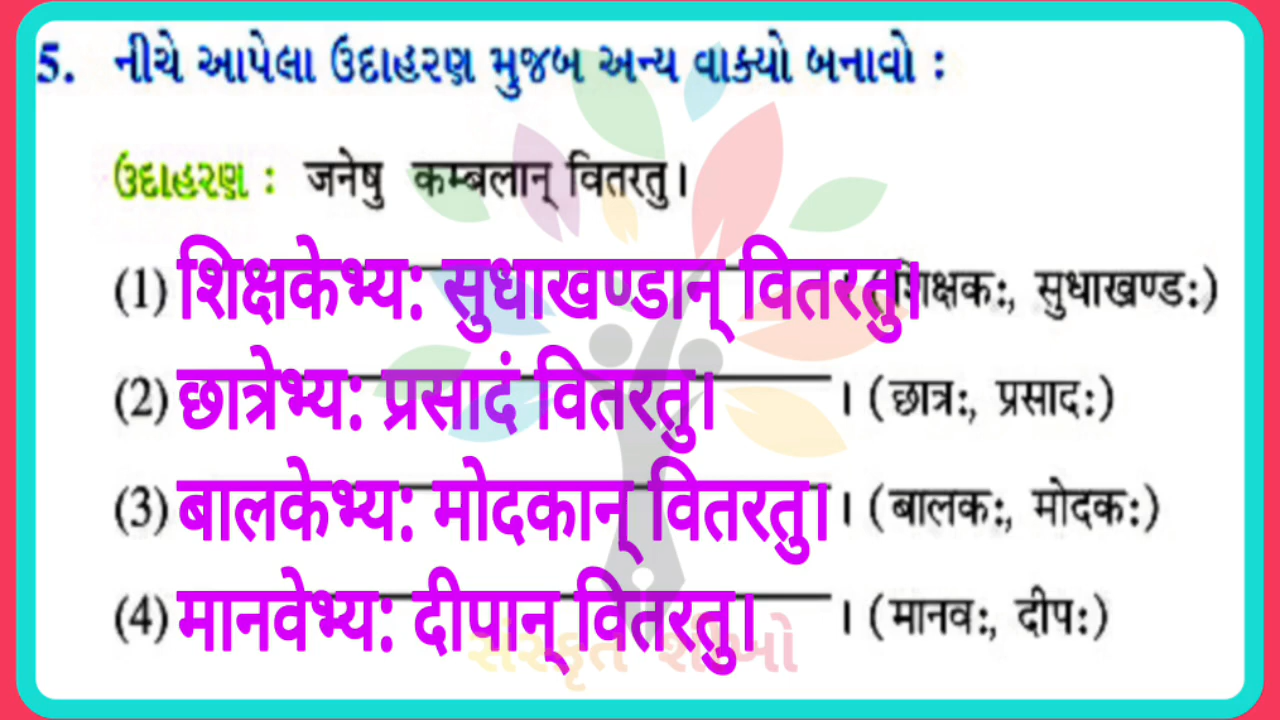 5. નીચે આપેલા ઉદાહરણ મુજબ અન્ય વાક્યો બનાવો :
ઉદાહરણ : जनेषु कम्बलान् वितरतु।
(1) शिक्षकेभ्य: सुधाखण्डान् वितरतु। । (शिक्षक:, सुधाखण्ड:)
(2) छात्रेभ्य: प्रसादं वितरतु। । (छात्र:, प्रसाद:)
(3) बालकेभ्य: मोदकान् वितरतु। । (बालक:, मोदक:)
(4) मानवेभ्य: दीपान् वितरतु। । (मानव:, दीप:)
સંસ્કૃત શીખો